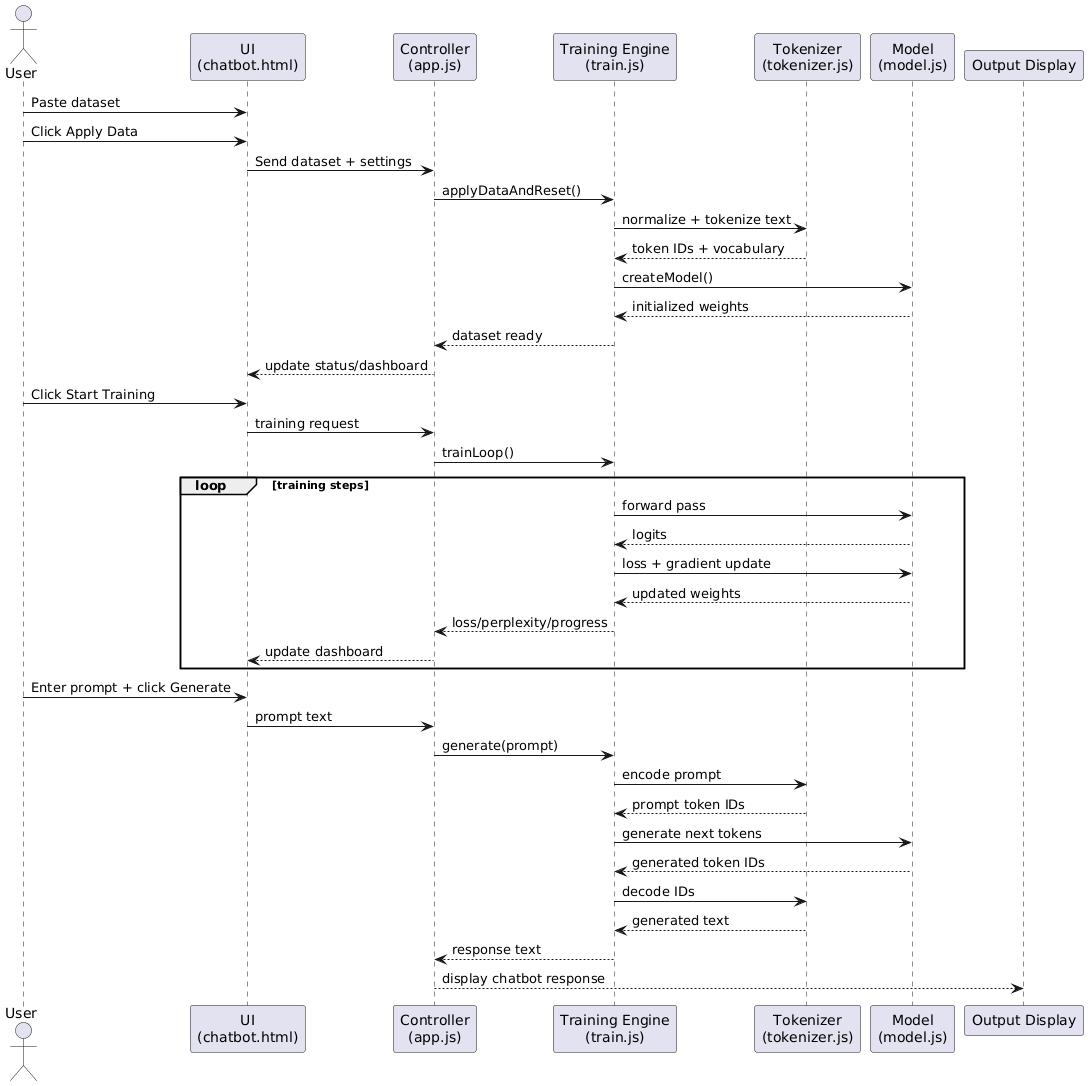 User
UI
(chatbot.html)
Controller
(app.js)
Training Engine
(train.js)
Tokenizer
(tokenizer.js)
Model
(model.js)
Output Display
Paste dataset
Click Apply Data
Send dataset + settings
applyDataAndReset()
normalize + tokenize text
token IDs + vocabulary
createModel()
initialized weights
dataset ready
update status/dashboard
Click Start Training
training request
trainLoop()
loop [training steps]
forward pass
logits
loss + gradient update
updated weights
loss/perplexity/progress
update dashboard
Enter prompt + click Generate
prompt text
generate(prompt)
encode prompt
prompt token IDs
generate next tokens
generated token IDs
decode IDs
generated text
response text
display chatbot response
User
UI
(chatbot.html)
Controller
(app.js)
Training Engine
(train.js)
Tokenizer
(tokenizer.js)
Model
(model.js)
Output Display